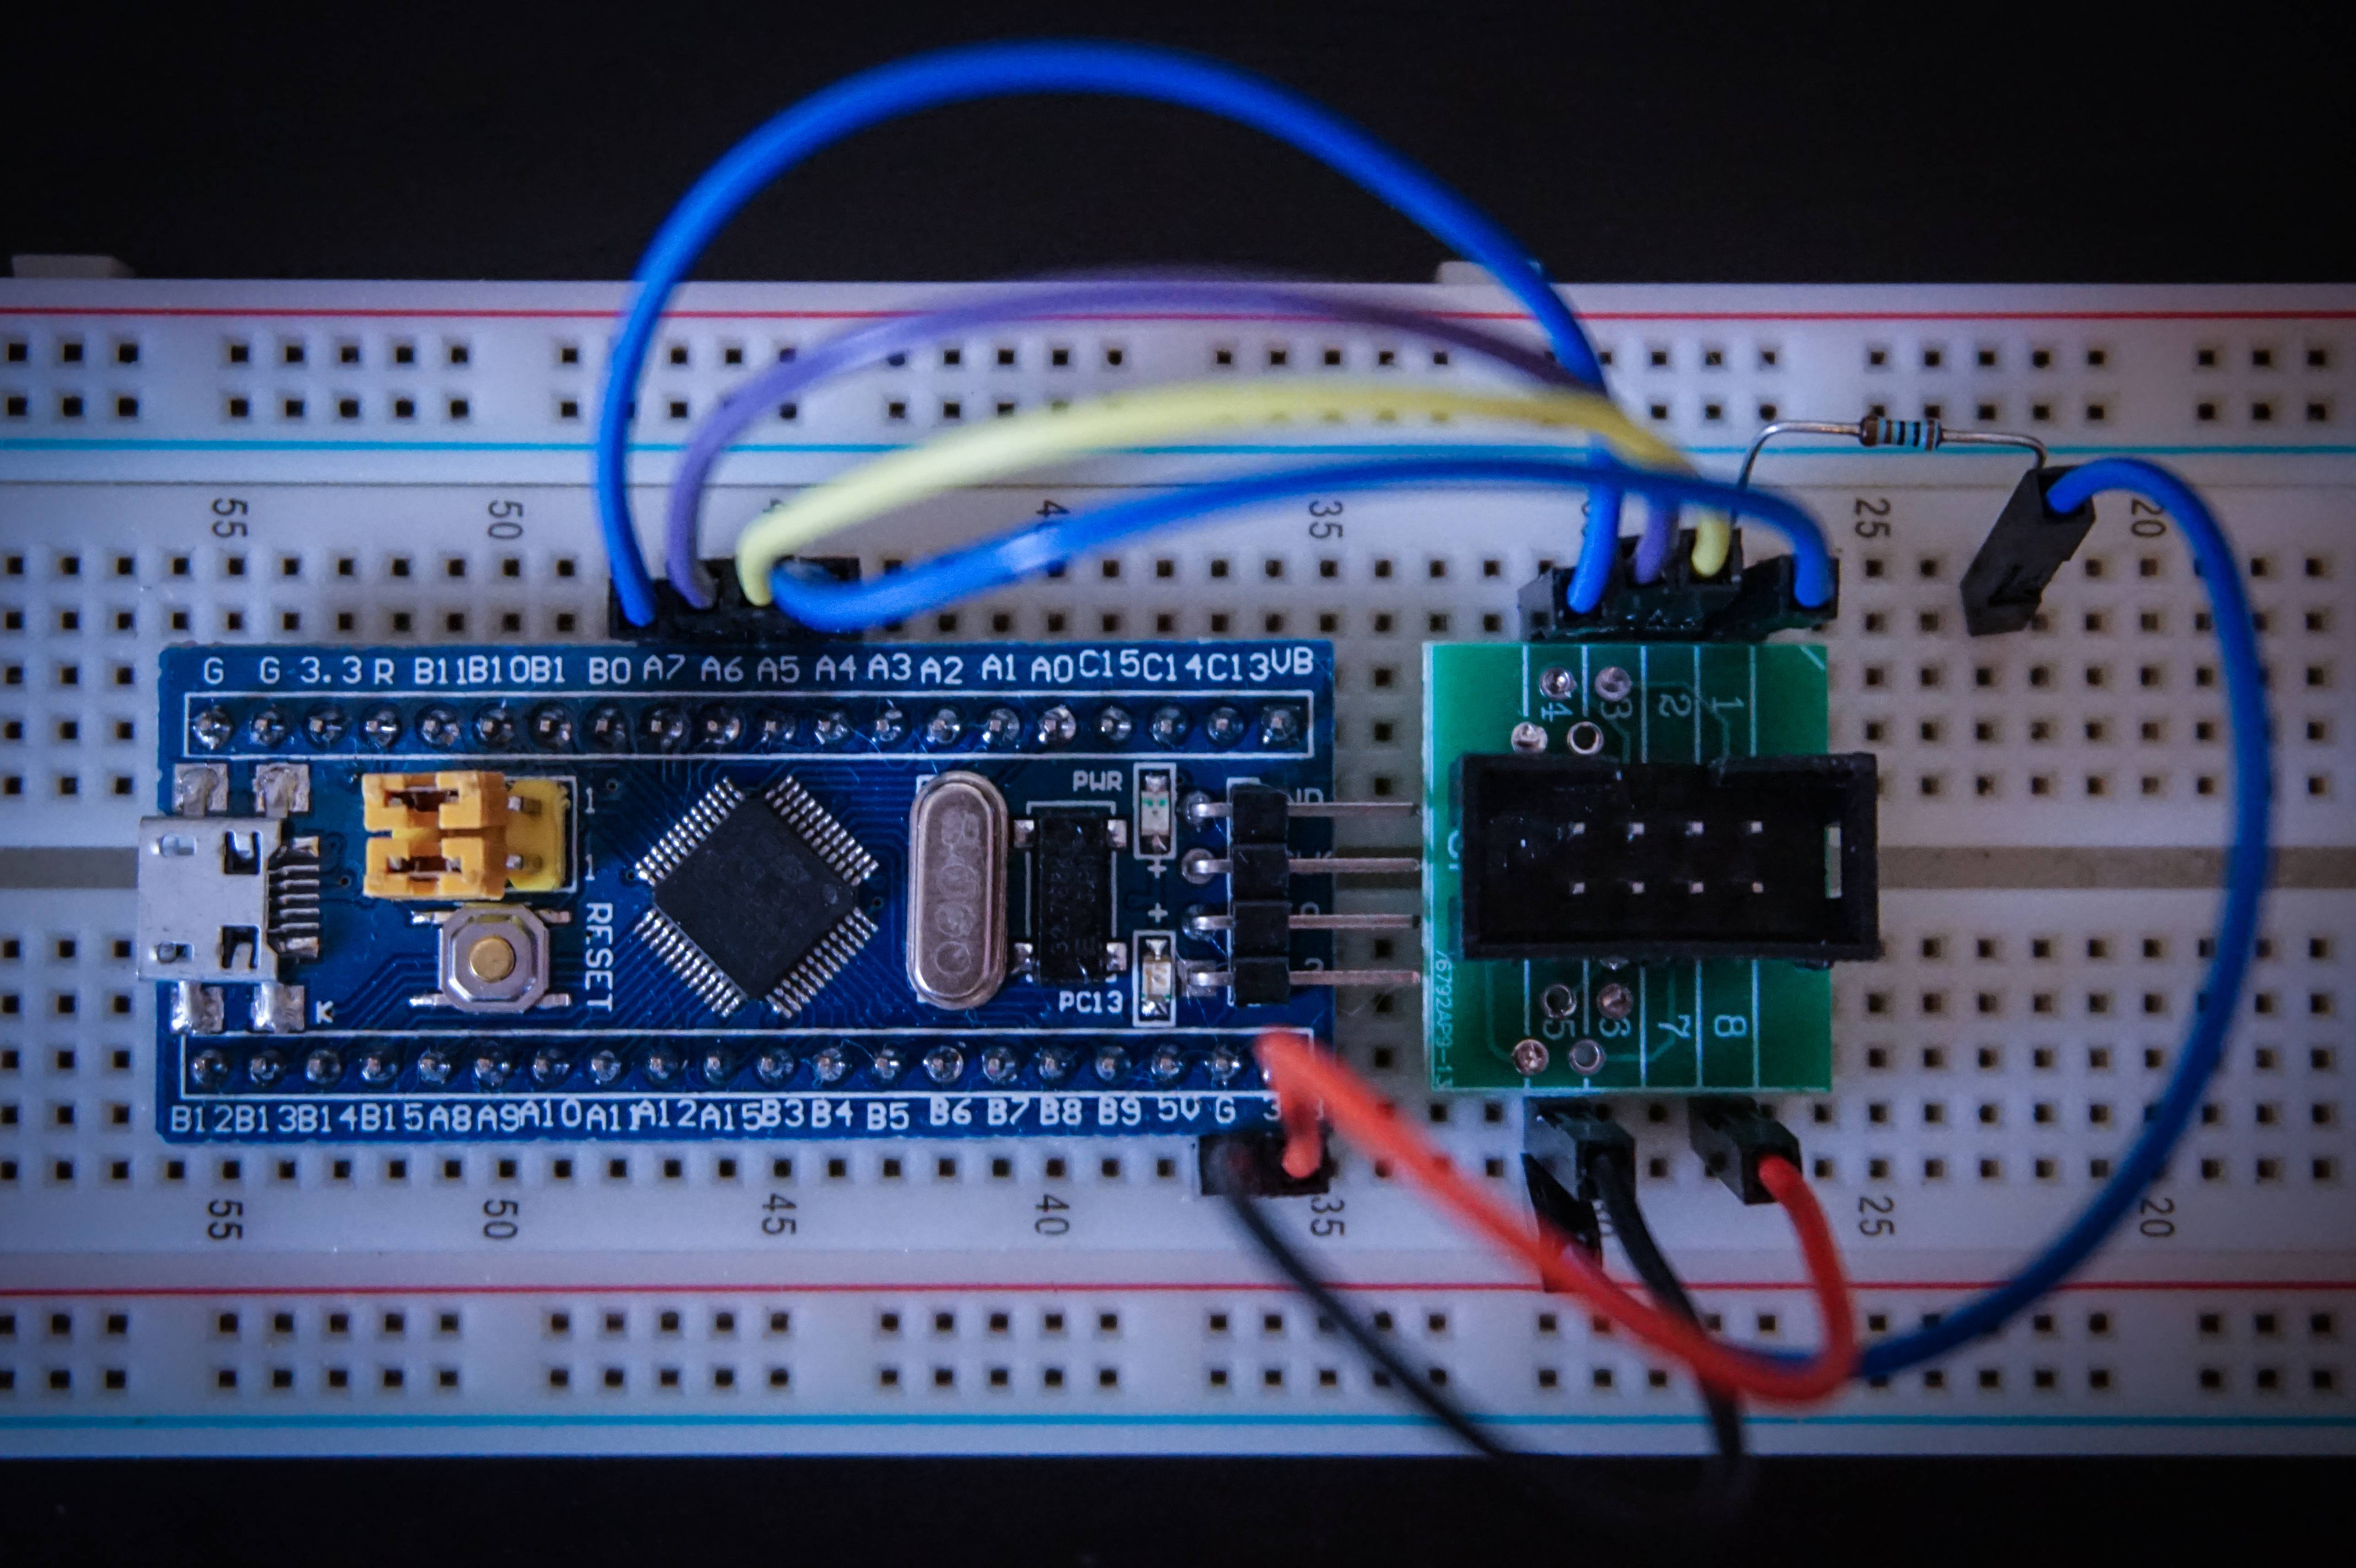 55 50 35 25 20
G G 3.3 R B11 B10 B1 B0 A7 A6 A5 A4 A3 A2 A1 A0 C15 C14 C13 VB
4 3 2 1
PWR
1
1
RESET
PC13
K
5 6 7 8
B12 B13 B14 B15 A8 A9 A10 A11 A12 A15 B3 B4 B5 B6 B7 B8 B9 5V G
55 50 45 40 35 25 20